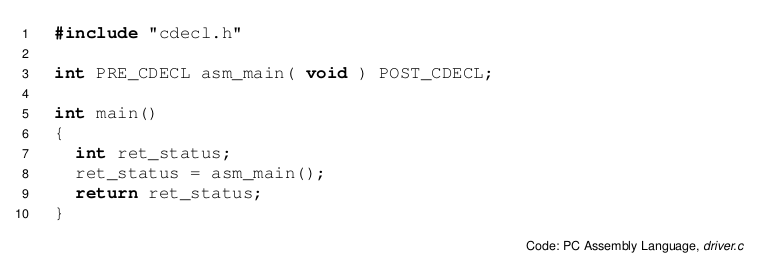 1 #include "cdecl.h"
2
3 int PRE_CDECL asm_main( void ) POST_CDECL;
4
5 int main()
6 {
7 int ret_status;
8 ret_status = asm_main();
9 return ret_status;
10 }
Code: PC Assembly Language, driver.c